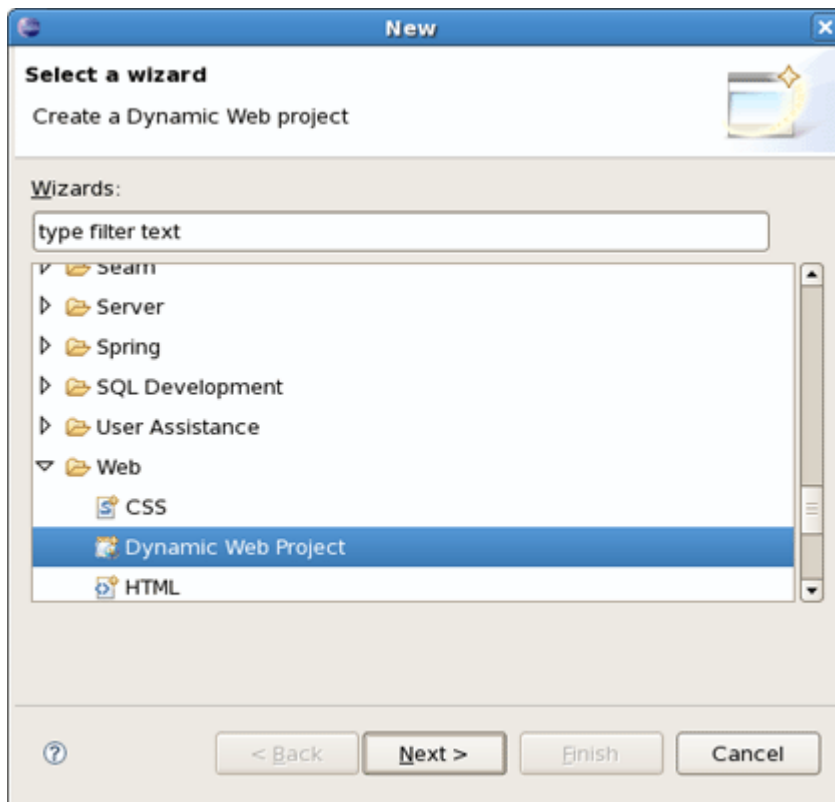 New
Select a wizard
Create a Dynamic Web project
Wizards:
type filter text
Seam
Server
Spring
SQL Development
User Assistance
Web
CSS
Dynamic Web Project
HTML
< Back Next > Finish Cancel